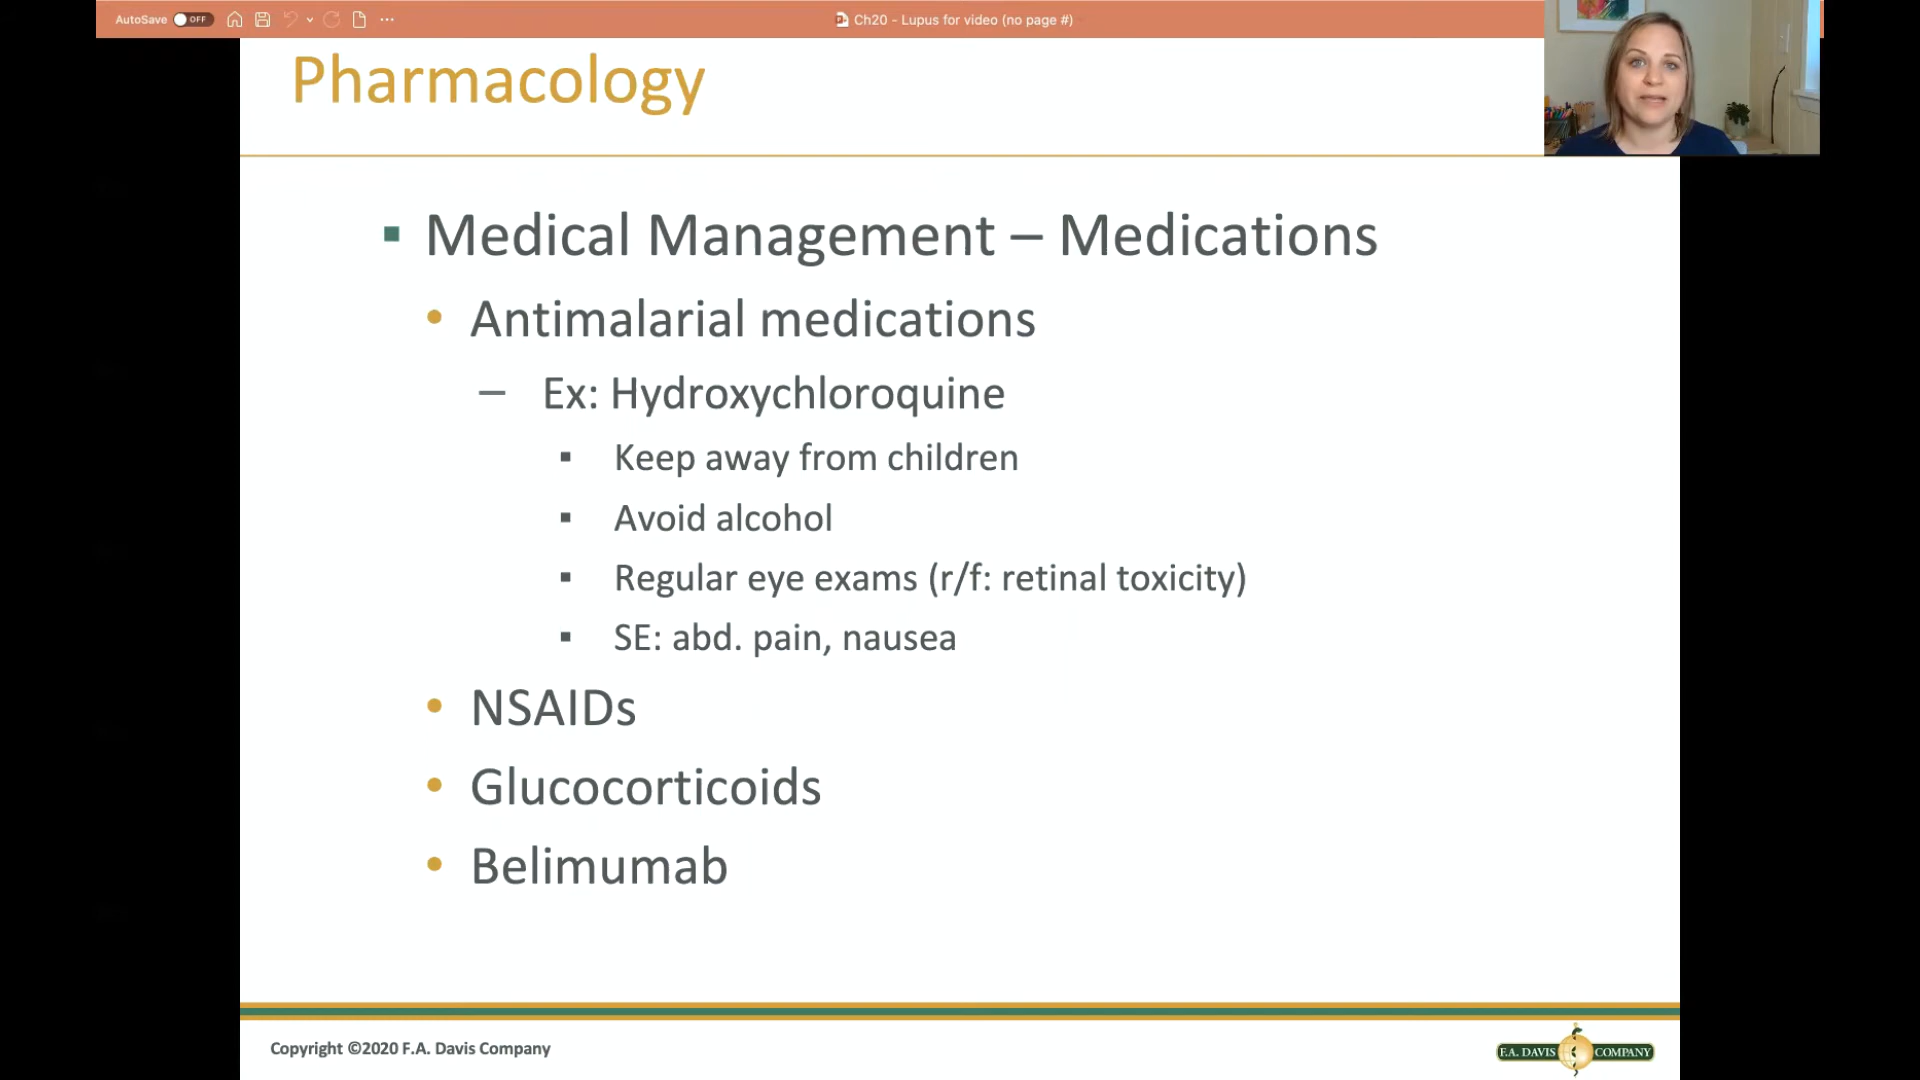 AutoSave OFF
Ch20 - Lupus for video (no page #)
Pharmacology
▪ Medical Management – Medications
• Antimalarial medications
– Ex: Hydroxychloroquine
▪ Keep away from children
▪ Avoid alcohol
▪ Regular eye exams (r/f: retinal toxicity)
▪ SE: abd. pain, nausea
• NSAIDs
• Glucocorticoids
• Belimumab
Copyright ©2020 F.A. Davis Company
F.A. DAVIS COMPANY